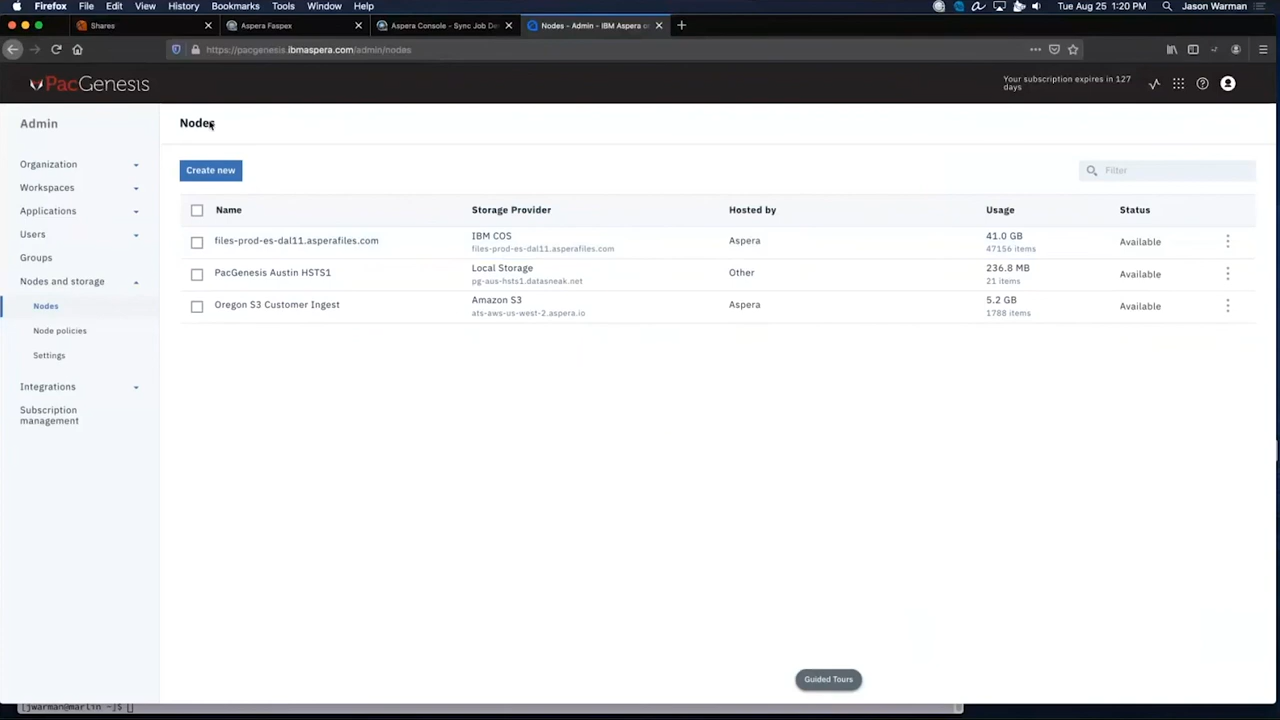 Firefox File Edit View History Bookmarks Tools Window Help
Tue Aug 25 1:20 PM Jason Warman
Shares
Aspera Faspex
Aspera Console - Sync Job De
Nodes - Admin - IBM Aspera o
https://pacgenesis.ibmaspera.com/admin/nodes
PacGenesis
Your subscription expires in 127
days
Admin
Organization
Workspaces
Applications
Users
Groups
Nodes and storage
Nodes
Node policies
Settings
Integrations
Subscription
management
Nodes
Create new
Filter
Name Storage Provider Hosted by Usage Status
files-prod-es-dal11.asperafiles.com IBM COS Aspera 41.0 GB Available
files-prod-es-dal11.asperafiles.com 47156 items
PacGenesis Austin HSTS1 Local Storage Other 236.8 MB Available
pg-aus-hsts1.datasneak.net 21 items
Oregon S3 Customer Ingest Amazon S3 Aspera 5.2 GB Available
ats-aws-us-west-2.aspera.io 1788 items
Guided Tours
[jwarman@marlin ~]$